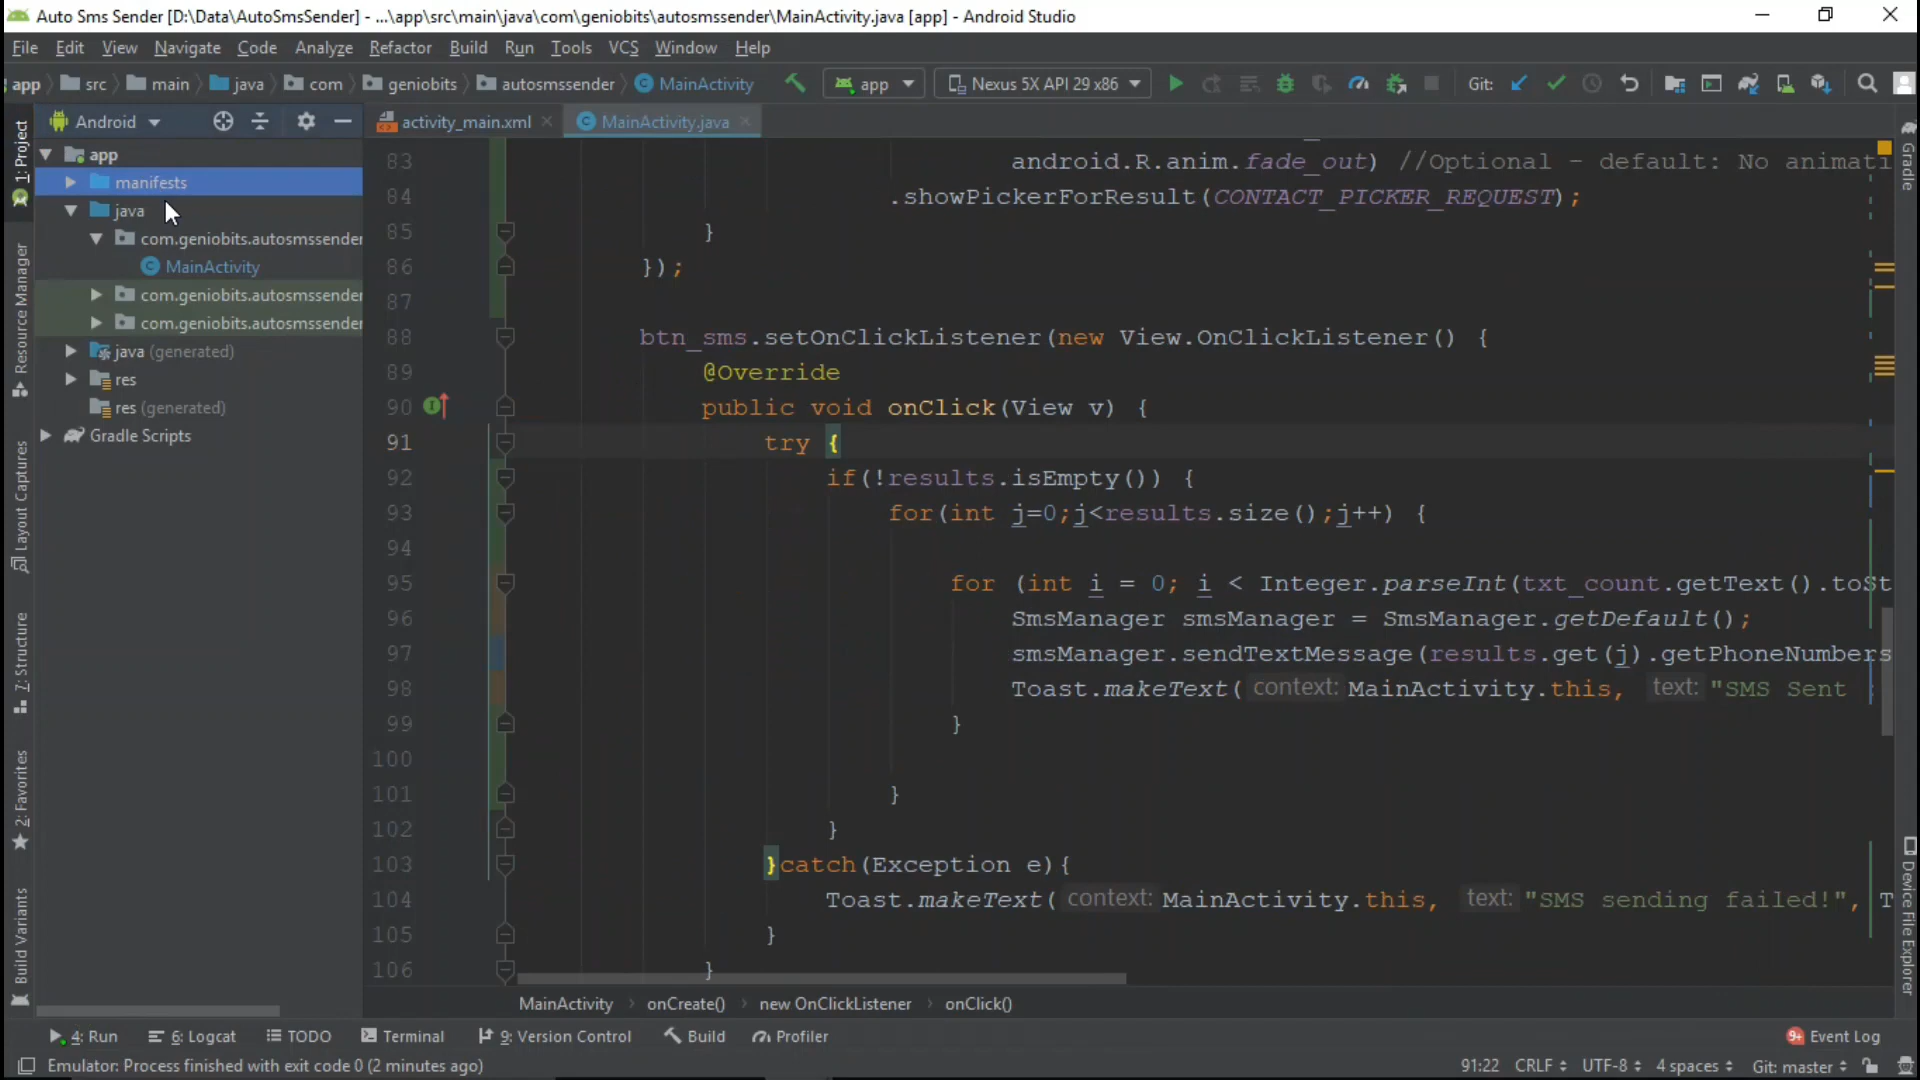 Auto Sms Sender [D:\Data\AutoSmsSender] - ...\app\src\main\java\com\geniobits\autosmssender\MainActivity.java [app] - Android Studio
File Edit View Navigate Code Analyze Refactor Build Run Tools VCS Window Help
app src main java com geniobits autosmssender MainActivity app Nexus 5X API 29 x86 Git:
Android
activity_main.xml
MainActivity.java
1: Project
Resource Manager
Layout Captures
7: Structure
2: Favorites
Build Variants
app
manifests
java
com.geniobits.autosmssender
MainActivity
com.geniobits.autosmssender
com.geniobits.autosmssender
java (generated)
res
res (generated)
Gradle Scripts
83 android.R.anim.fade_out) //Optional - default: No animati
84 .showPickerForResult(CONTACT_PICKER_REQUEST);
85 }
86 });
87
88 btn_sms.setOnClickListener(new View.OnClickListener() {
89 @Override
90 public void onClick(View v) {
91 try {
92 if(!results.isEmpty()) {
93 for(int j=0;j<results.size();j++) {
94
95 for (int i = 0; i < Integer.parseInt(txt_count.getText().toSt
96 SmsManager smsManager = SmsManager.getDefault();
97 smsManager.sendTextMessage(results.get(j).getPhoneNumbers
98 Toast.makeText( context: MainActivity.this, text: "SMS Sent
99 }
100
101 }
102 }
103 }catch(Exception e){
104 Toast.makeText( context: MainActivity.this, text: "SMS sending failed!", T
105 }
106 }
Gradle
Device File Explorer
MainActivity › onCreate() › new OnClickListener › onClick()
4: Run 6: Logcat TODO Terminal 9: Version Control Build Profiler 9+ Event Log
Emulator: Process finished with exit code 0 (2 minutes ago) 91:22 CRLF UTF-8 4 spaces Git: master